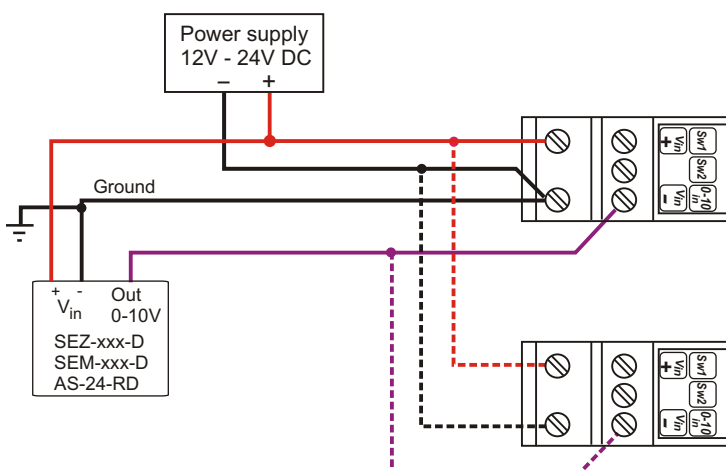 Power supply
12V - 24V DC
– +
Ground
+ - Out
Vin 0-10V
SEZ-xxx-D
SEM-xxx-D
AS-24-RD
+ Vin Sw1
Sw2
– Vin 0-10 in
+ Vin Sw1
Sw2
– Vin 0-10 in